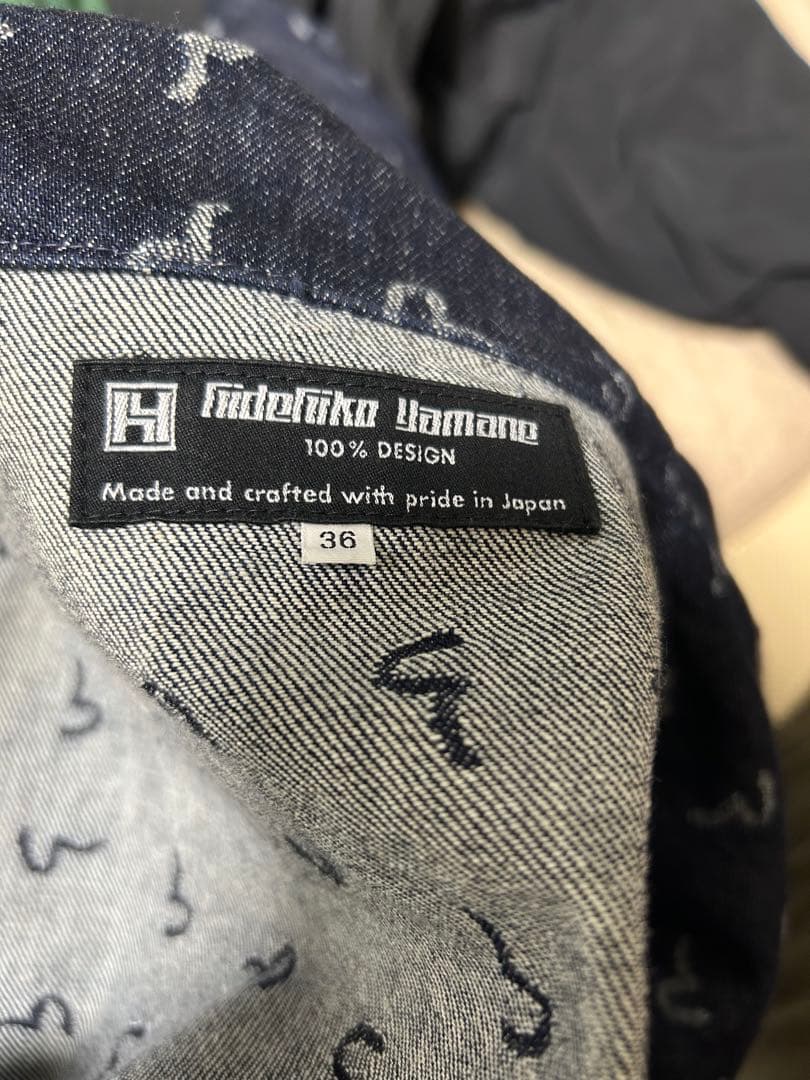 Hidehiko Yamane
100% DESIGN
Made and crafted with pride in Japan
36